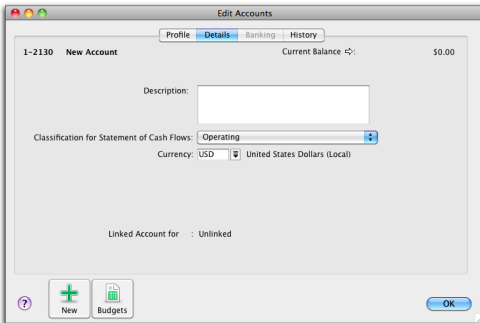 Edit Accounts
Profile Details Banking History
1-2130 New Account Current Balance ⇨: $0.00
Description:
Classification for Statement of Cash Flows: Operating
Currency: USD United States Dollars (Local)
Linked Account for : Unlinked
? New Budgets OK